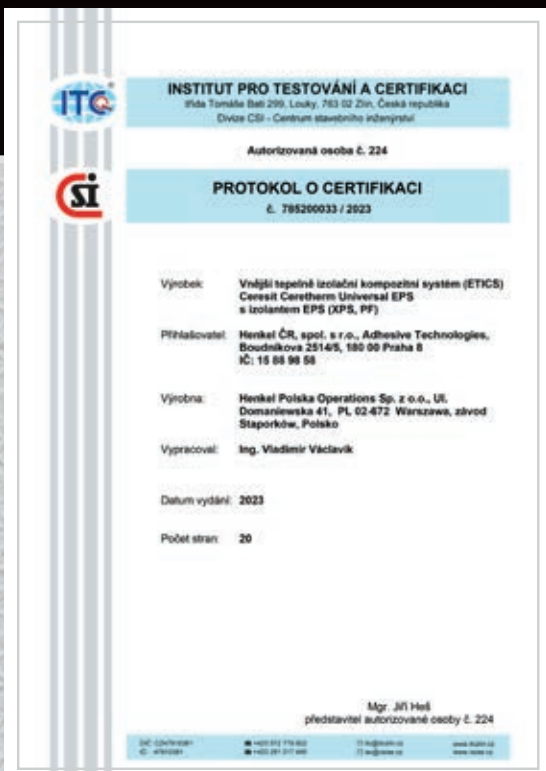 ITC
INSTITUT PRO TESTOVÁNÍ A CERTIFIKACI
třída Tomáše Bati 299, Louky, 763 02 Zlín, Česká republika
Divize CSI - Centrum stavebního inženýrství
Autorizovaná osoba č. 224
CSI
PROTOKOL O CERTIFIKACI
č. 785200033 / 2023
Výrobek: Vnější tepelně izolační kompozitní systém (ETICS)
Ceresit Ceretherm Universal EPS
s izolantem EPS (XPS, PF)
Přihlašovatel: Henkel ČR, spol. s r.o., Adhesive Technologies,
Boudníkova 2514/5, 180 00 Praha 8
IČ: 15 88 98 58
Výrobna: Henkel Polska Operations Sp. z o.o., Ul.
Domaniewska 41, PL 02-672 Warszawa, závod
Staporków, Polsko
Vypracoval: Ing. Vladimír Václavík
Datum vydání: 2023
Počet stran: 20
Mgr. Jiří Heš
představitel autorizované osoby č. 224